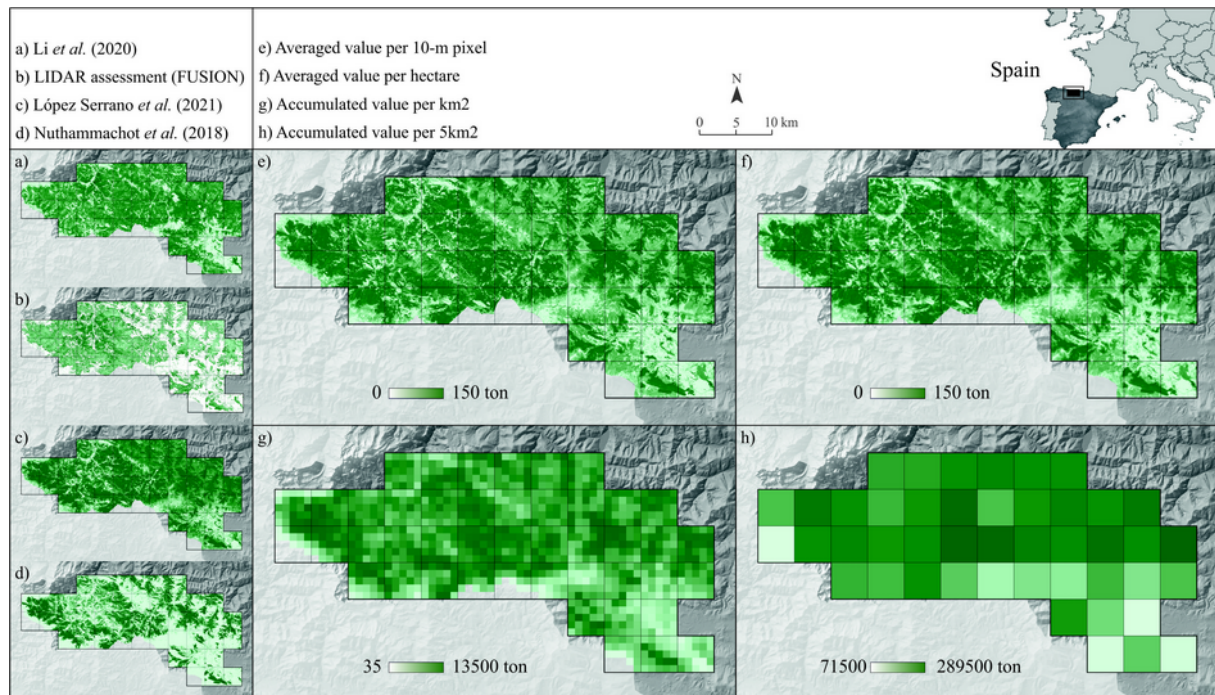 a) Li et al. (2020)
b) LIDAR assessment (FUSION)
c) López Serrano et al. (2021)
d) Nuthammachot et al. (2018)
e) Averaged value per 10-m pixel
f) Averaged value per hectare
g) Accumulated value per km2
h) Accumulated value per 5km2
N
0 5 10 km
Spain
a)
b)
c)
d)
e)
0 150 ton
f)
0 150 ton
g)
35 13500 ton
h)
71500 289500 ton